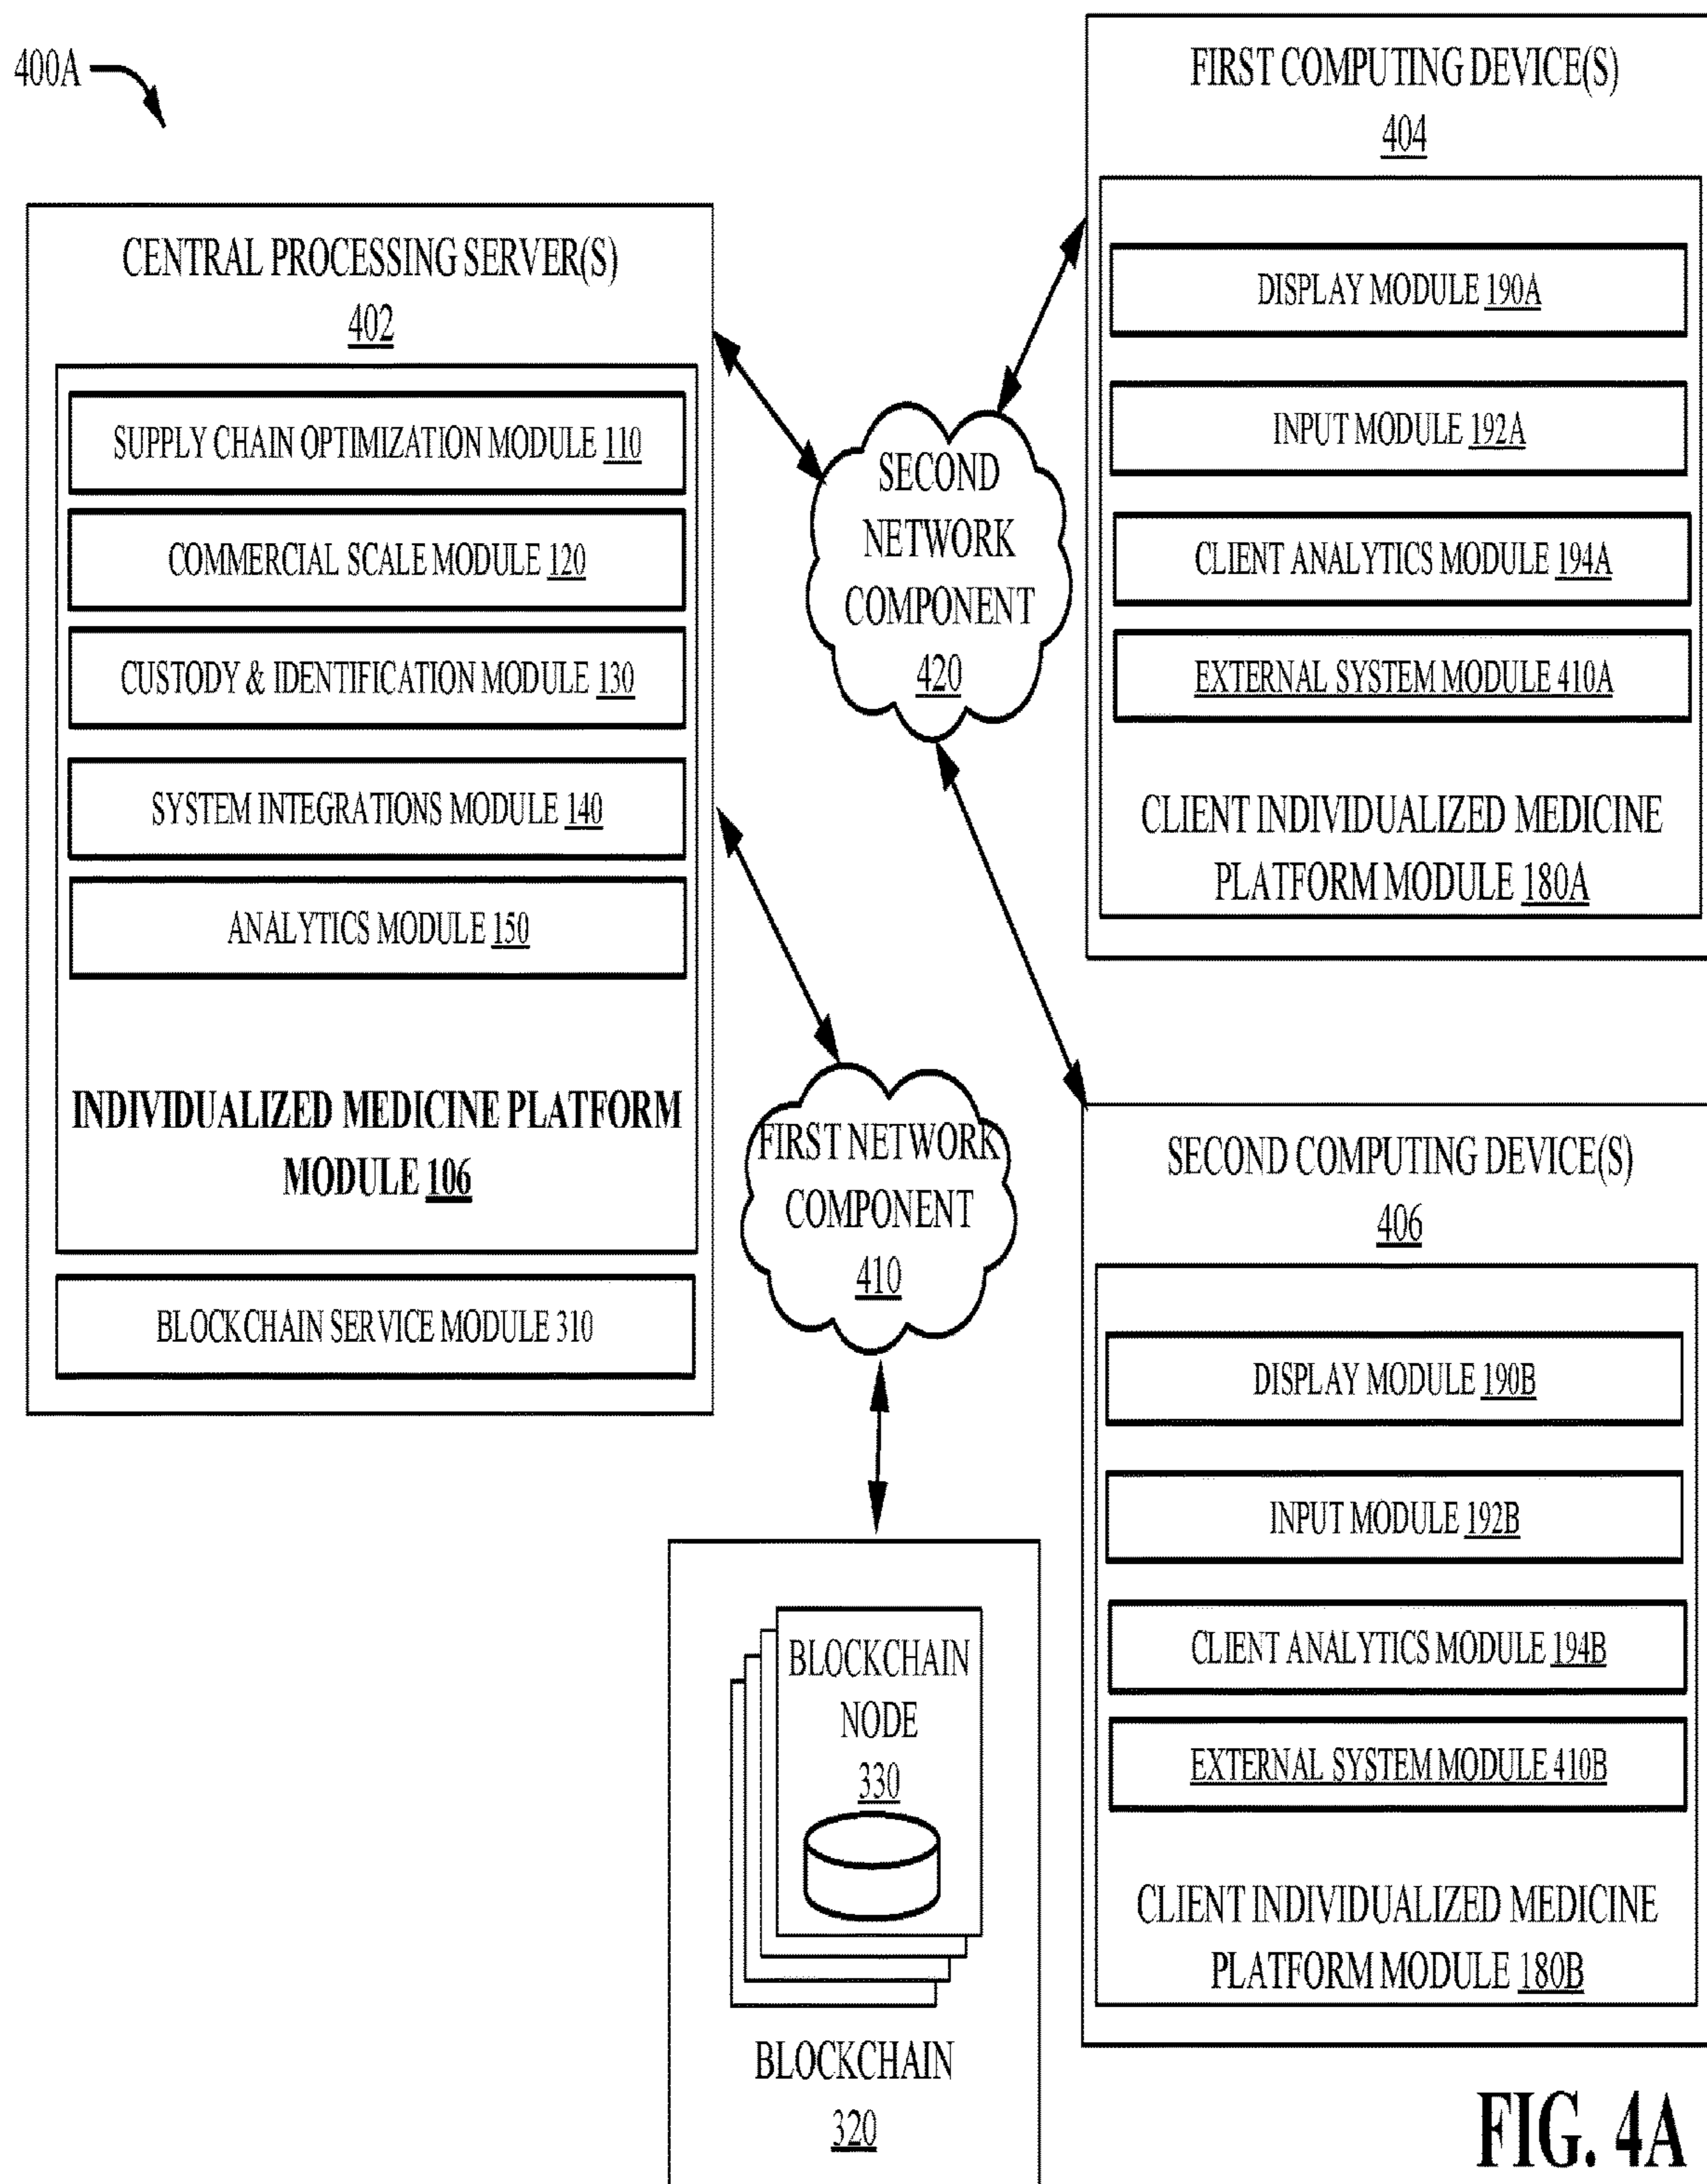 400A
CENTRAL PROCESSING SERVER(S)
402
SUPPLY CHAIN OPTIMIZATION MODULE 110
COMMERCIAL SCALE MODULE 120
CUSTODY & IDENTIFICATION MODULE 130
SYSTEM INTEGRATIONS MODULE 140
ANALYTICS MODULE 150
INDIVIDUALIZED MEDICINE PLATFORM
MODULE 106
BLOCKCHAIN SERVICE MODULE 310
SECOND
NETWORK
COMPONENT
420
FIRST NETWORK
COMPONENT
410
BLOCKCHAIN
NODE
330
BLOCKCHAIN
320
FIRST COMPUTING DEVICE(S)
404
DISPLAY MODULE 190A
INPUT MODULE 192A
CLIENT ANALYTICS MODULE 194A
EXTERNAL SYSTEM MODULE 410A
CLIENT INDIVIDUALIZED MEDICINE
PLATFORM MODULE 180A
SECOND COMPUTING DEVICE(S)
406
DISPLAY MODULE 190B
INPUT MODULE 192B
CLIENT ANALYTICS MODULE 194B
EXTERNAL SYSTEM MODULE 410B
CLIENT INDIVIDUALIZED MEDICINE
PLATFORM MODULE 180B
FIG. 4A